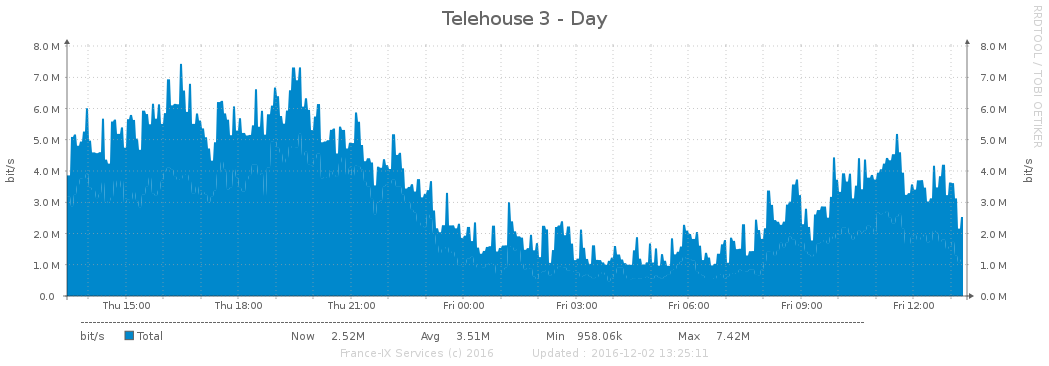 Telehouse 3 - Day
RRDTOOL / TOBI OETIKER
8.0 M 8.0 M
7.0 M 7.0 M
6.0 M 6.0 M
5.0 M 5.0 M
4.0 M 4.0 M
3.0 M 3.0 M
2.0 M 2.0 M
1.0 M 1.0 M
0.0 0.0 M
bit/s
bit/s
Thu 15:00 Thu 18:00 Thu 21:00 Fri 00:00 Fri 03:00 Fri 06:00 Fri 09:00 Fri 12:00
bit/s Total Now 2.52M Avg 3.51M Min 958.06k Max 7.42M
France-IX Services (c) 2016 Updated : 2016-12-02 13:25:11